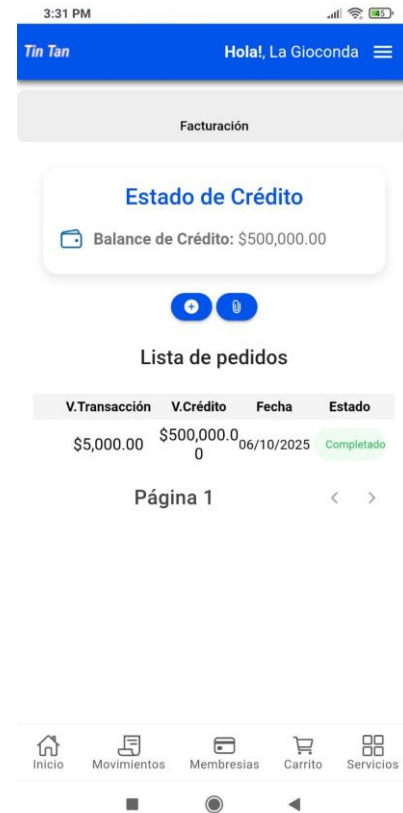 3:31 PM 45
Tin Tan Hola!, La Gioconda
Facturación
Estado de Crédito
Balance de Crédito: $500,000.00
Lista de pedidos
V.Transacción V.Crédito Fecha Estado
$5,000.00 $500,000.0
0 06/10/2025 Completado
Página 1 < >
Inicio Movimientos Membresias Carrito Servicios